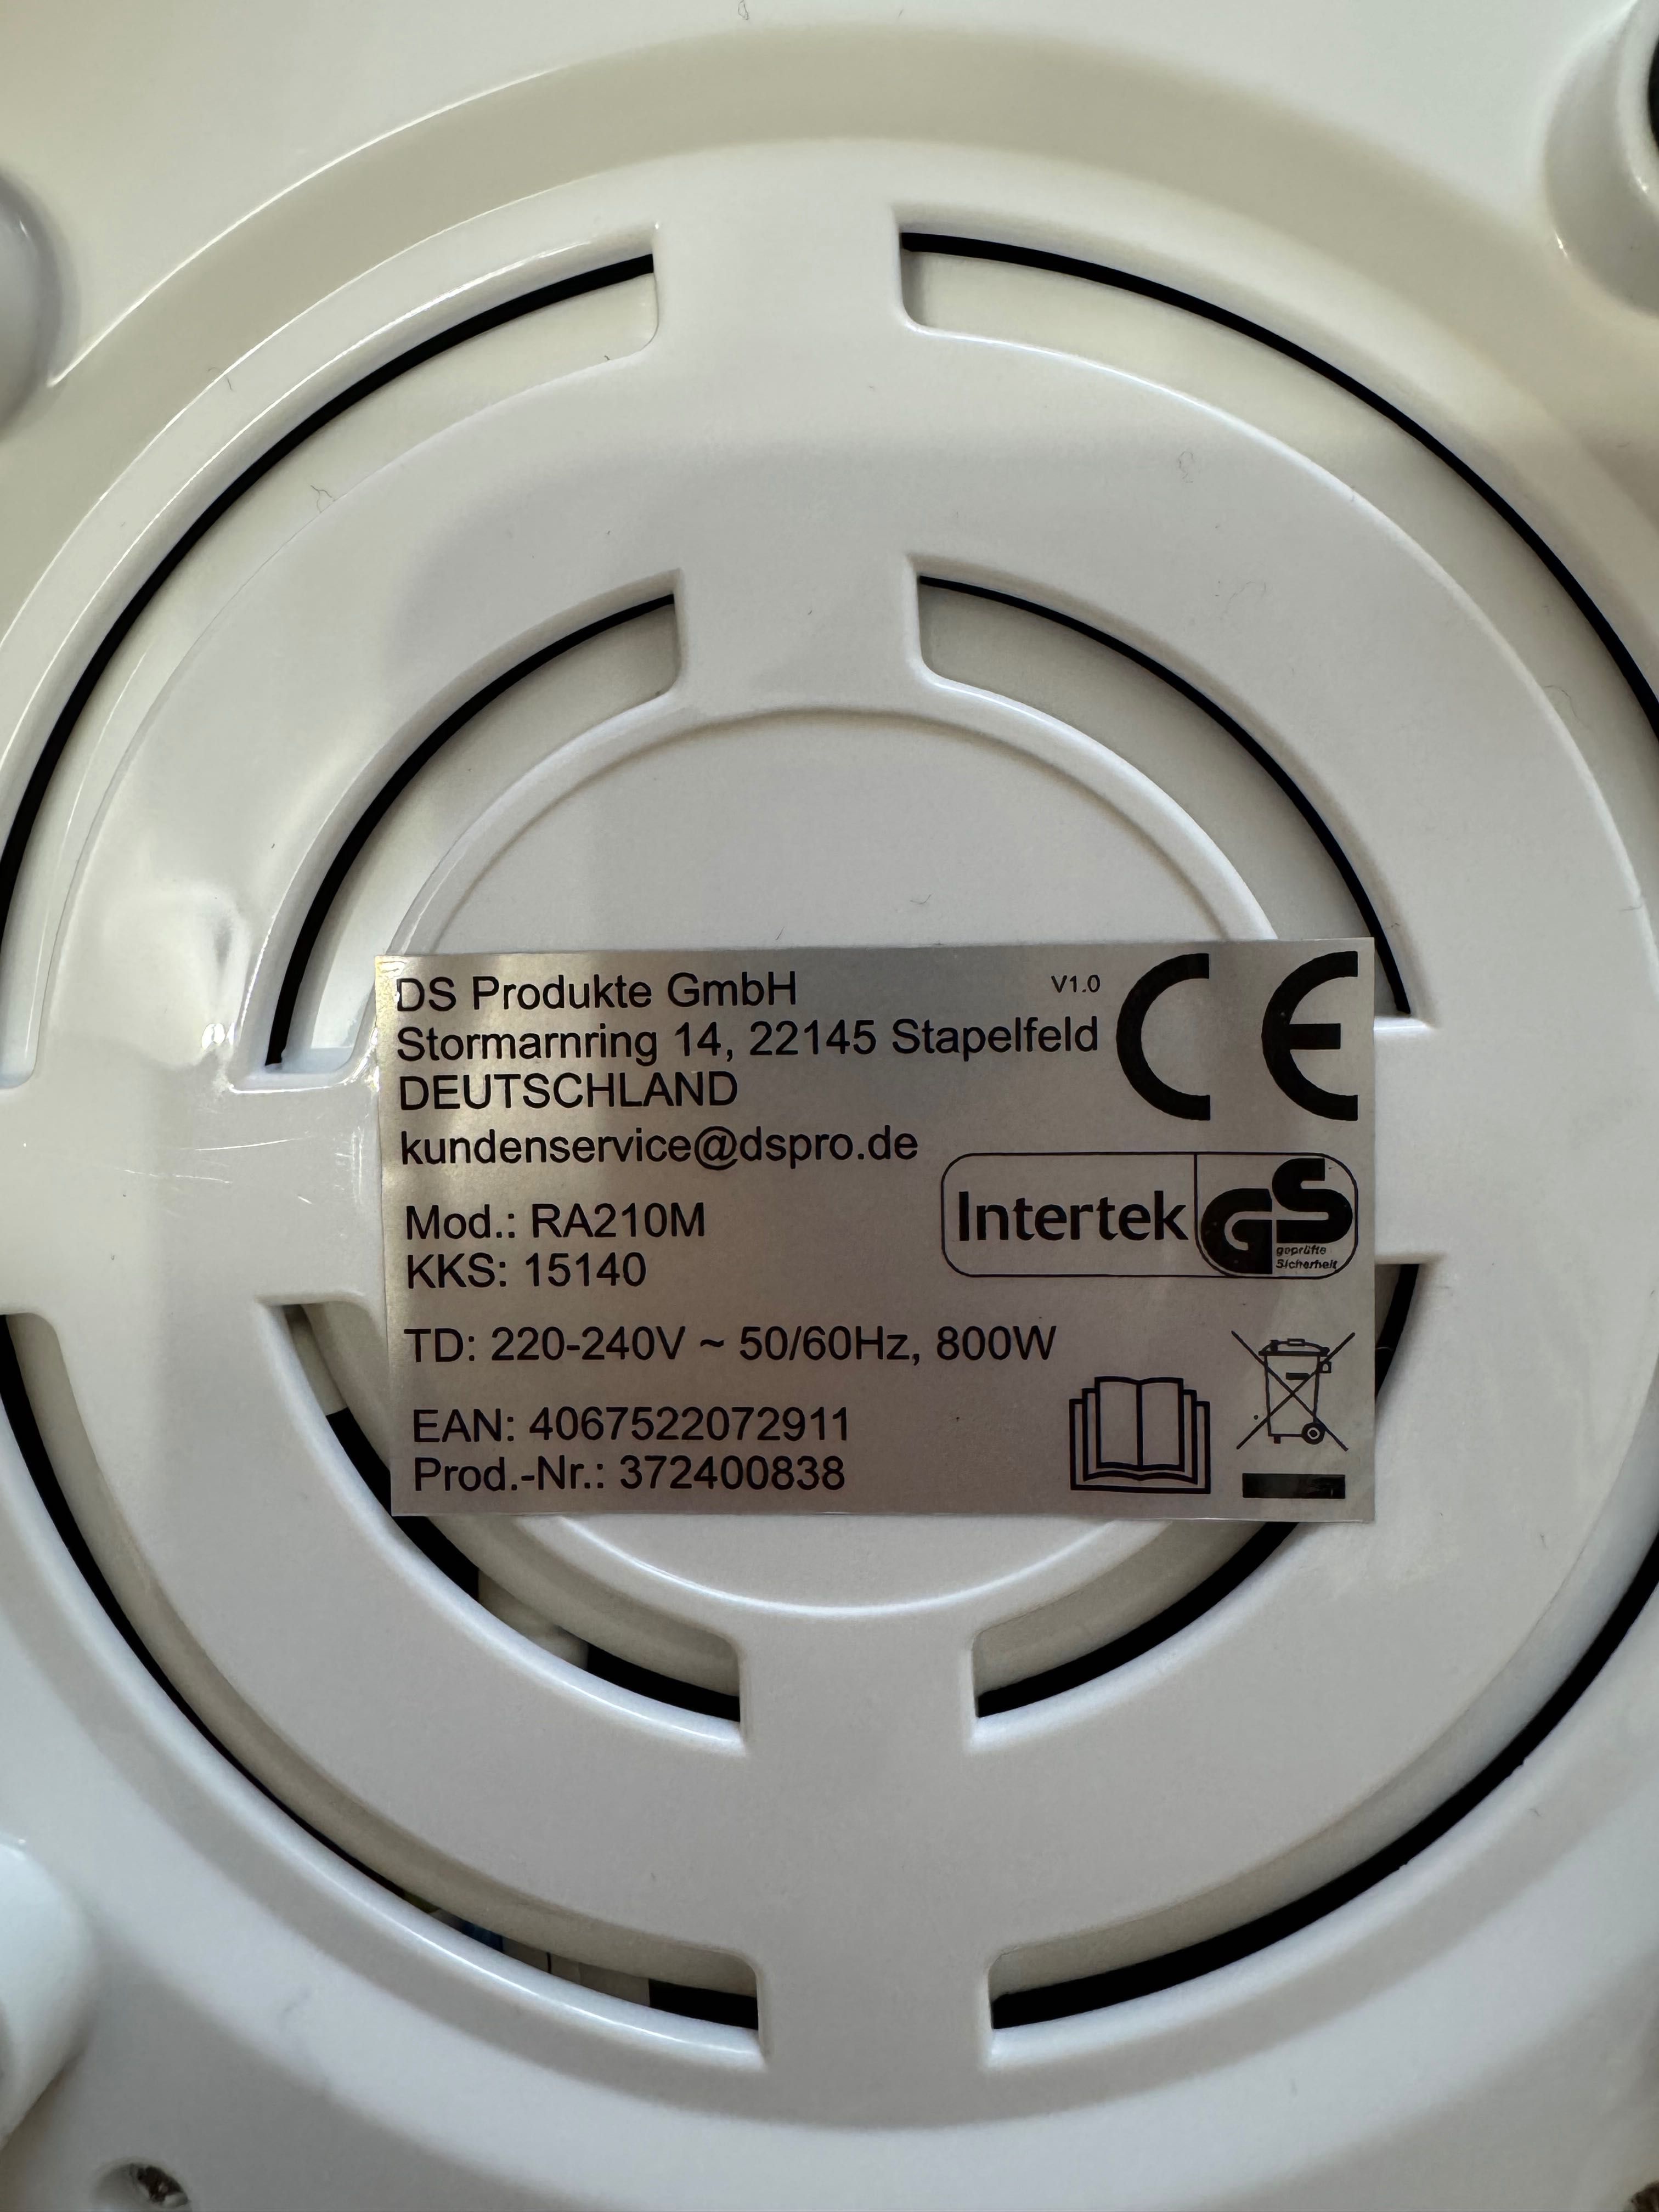 DS Produkte GmbH
V1.0
CE
Stormarnring 14, 22145 Stapelfeld
DEUTSCHLAND
kundenservice@dspro.de
Intertek
GS
geprüfte
Sicherheit
Mod.: RA210M
KKS: 15140
TD: 220-240V ~ 50/60Hz, 800W
EAN: 4067522072911
Prod.-Nr.: 372400838